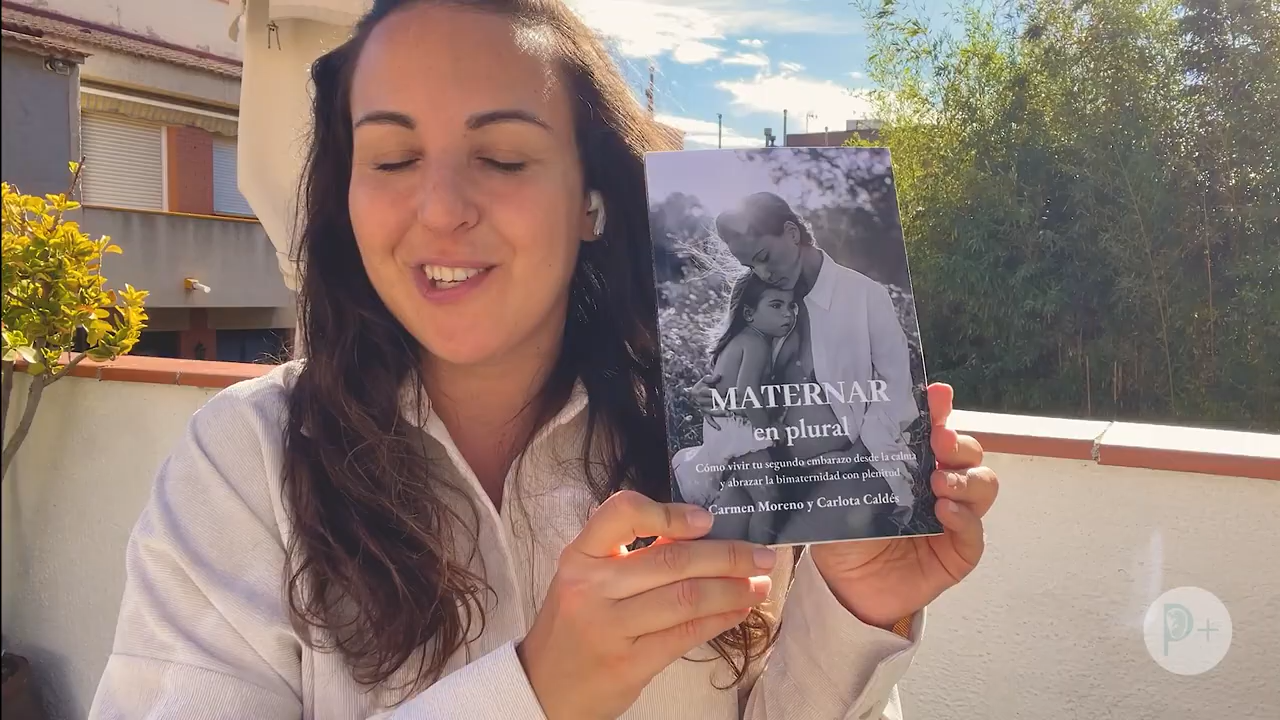 MATERNAR
en plural
Cómo vivir tu segundo embarazo desde la calma
y abrazar la bimaternidad con plenitud
Carmen Moreno y Carlota Caldés
P+